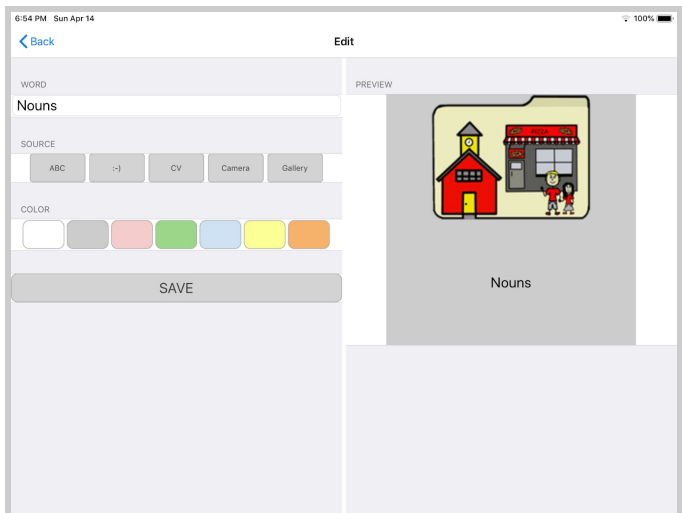 6:54 PM Sun Apr 14
100%
Back
Edit
WORD
Nouns
SOURCE
ABC
:-)
CV
Camera
Gallery
COLOR
SAVE
PREVIEW
PIZZA
Nouns